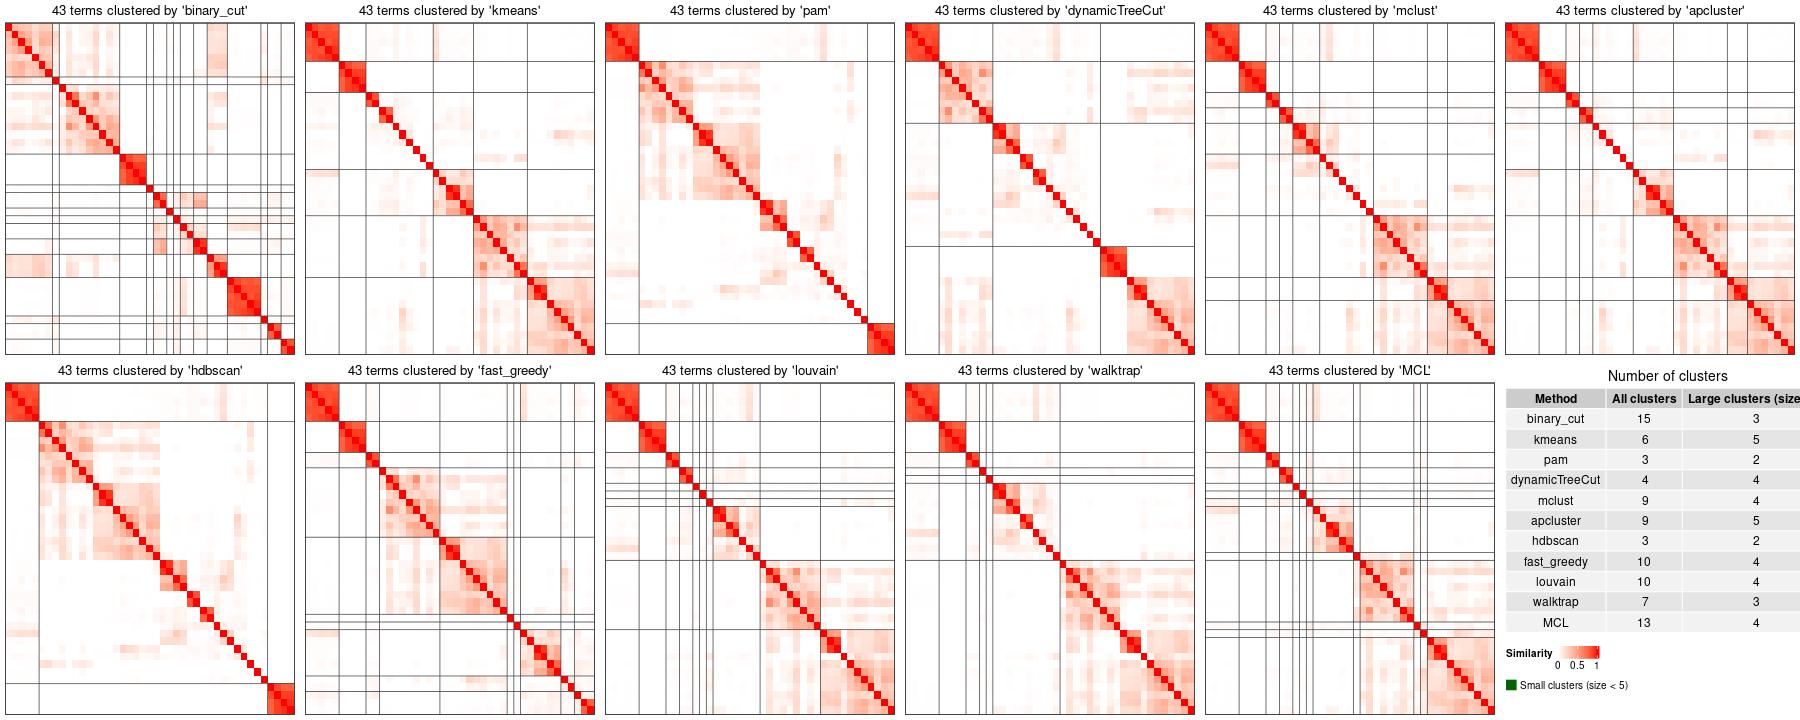 43 terms clustered by 'binary_cut'
43 terms clustered by 'kmeans'
43 terms clustered by 'pam'
43 terms clustered by 'dynamicTreeCut'
43 terms clustered by 'mclust'
43 terms clustered by 'apcluster'
43 terms clustered by 'hdbscan'
43 terms clustered by 'fast_greedy'
43 terms clustered by 'louvain'
43 terms clustered by 'walktrap'
43 terms clustered by 'MCL'
Number of clusters
Method All clusters Large clusters (size
binary_cut 15 3
kmeans 6 5
pam 3 2
dynamicTreeCut 4 4
mclust 9 4
apcluster 9 5
hdbscan 3 2
fast_greedy 10 4
louvain 10 4
walktrap 7 3
MCL 13 4
Similarity
0 0.5 1
Small clusters (size < 5)